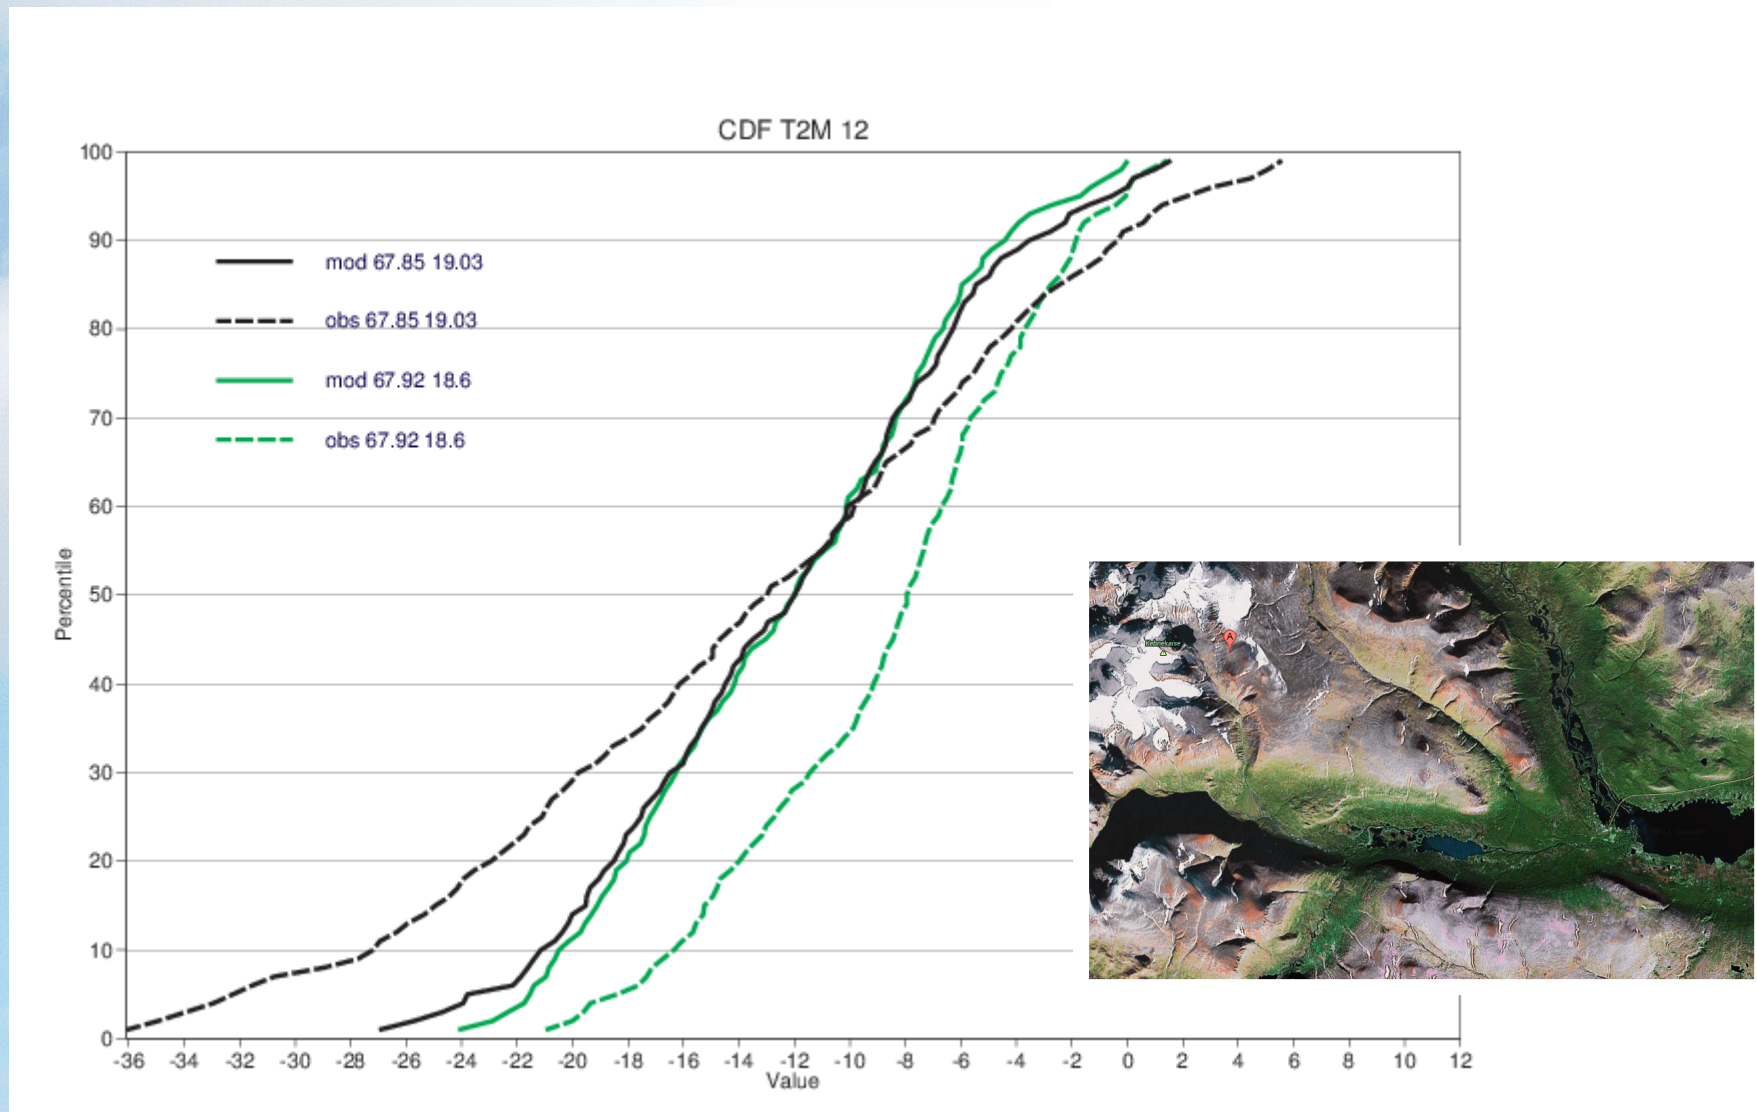 CDF T2M 12
100
90
80
70
60
50
40
30
20
10
0
Percentile
mod 67.85 19.03
obs 67.85 19.03
mod 67.92 18.6
obs 67.92 18.6
A
-36 -34 -32 -30 -28 -26 -24 -22 -20 -18 -16 -14 -12 -10 -8 -6 -4 -2 0 2 4 6 8 10 12
Value